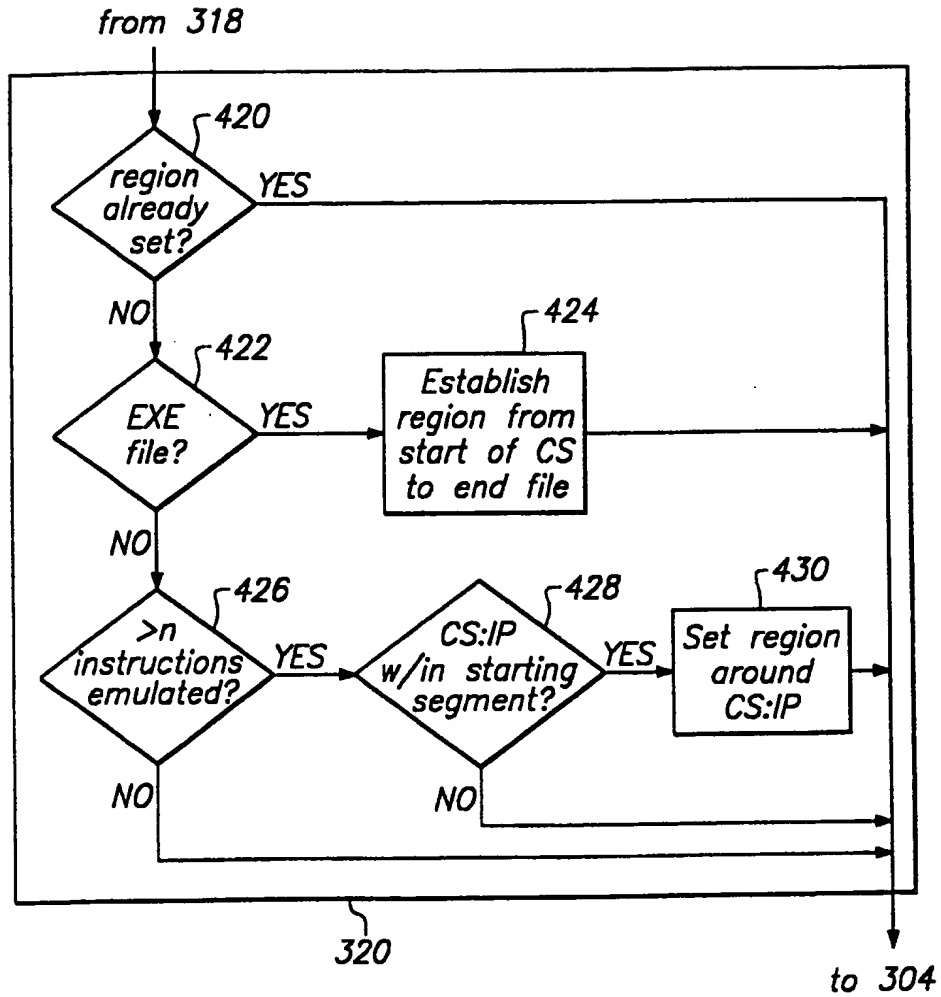 from 318
420
region
already
set?
YES
NO
422
EXE
file?
YES
424
Establish
region from
start of CS
to end file
NO
426
>n
instructions
emulated?
YES
428
CS:IP
w/in starting
segment?
YES
430
Set region
around
CS:IP
NO
NO
320
to 304